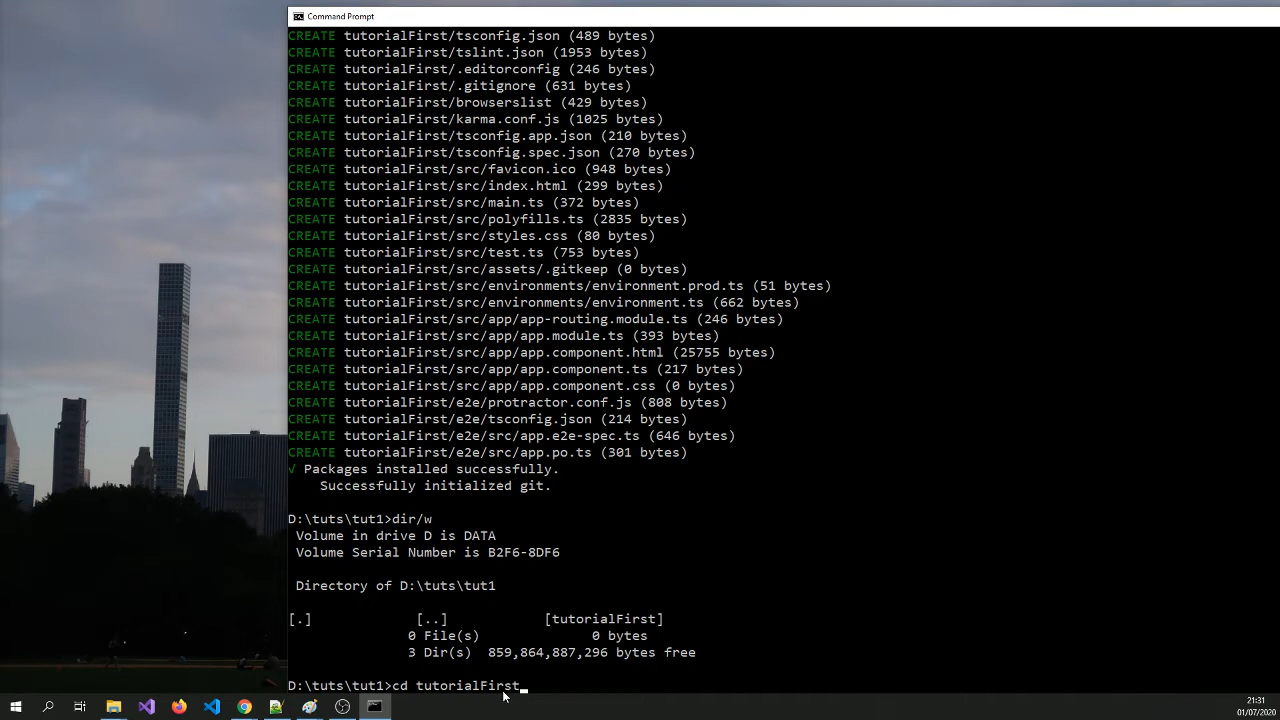 Command Prompt
CREATE tutorialFirst/tsconfig.json (489 bytes)
CREATE tutorialFirst/tslint.json (1953 bytes)
CREATE tutorialFirst/.editorconfig (246 bytes)
CREATE tutorialFirst/.gitignore (631 bytes)
CREATE tutorialFirst/browserslist (429 bytes)
CREATE tutorialFirst/karma.conf.js (1025 bytes)
CREATE tutorialFirst/tsconfig.app.json (210 bytes)
CREATE tutorialFirst/tsconfig.spec.json (270 bytes)
CREATE tutorialFirst/src/favicon.ico (948 bytes)
CREATE tutorialFirst/src/index.html (299 bytes)
CREATE tutorialFirst/src/main.ts (372 bytes)
CREATE tutorialFirst/src/polyfills.ts (2835 bytes)
CREATE tutorialFirst/src/styles.css (80 bytes)
CREATE tutorialFirst/src/test.ts (753 bytes)
CREATE tutorialFirst/src/assets/.gitkeep (0 bytes)
CREATE tutorialFirst/src/environments/environment.prod.ts (51 bytes)
CREATE tutorialFirst/src/environments/environment.ts (662 bytes)
CREATE tutorialFirst/src/app/app-routing.module.ts (246 bytes)
CREATE tutorialFirst/src/app/app.module.ts (393 bytes)
CREATE tutorialFirst/src/app/app.component.html (25755 bytes)
CREATE tutorialFirst/src/app/app.component.ts (217 bytes)
CREATE tutorialFirst/src/app/app.component.css (0 bytes)
CREATE tutorialFirst/e2e/protractor.conf.js (808 bytes)
CREATE tutorialFirst/e2e/tsconfig.json (214 bytes)
CREATE tutorialFirst/e2e/src/app.e2e-spec.ts (646 bytes)
CREATE tutorialFirst/e2e/src/app.po.ts (301 bytes)
√ Packages installed successfully.
Successfully initialized git.
D:\tuts\tut1>dir/w
Volume in drive D is DATA
Volume Serial Number is B2F6-8DF6
Directory of D:\tuts\tut1
[.] [..] [tutorialFirst]
0 File(s) 0 bytes
3 Dir(s) 859,864,887,296 bytes free
D:\tuts\tut1>cd tutorialFirst
21:31
01/07/2020